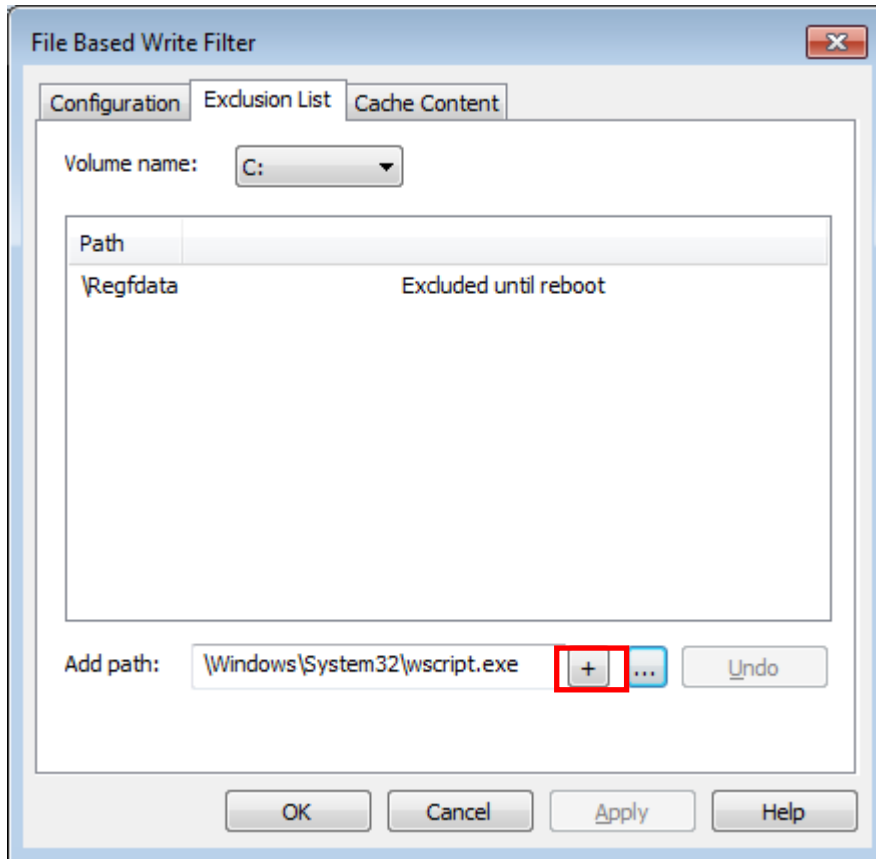 File Based Write Filter
Configuration Exclusion List Cache Content
Volume name: C:
Path
\Regfdata Excluded until reboot
Add path: \Windows\System32\wscript.exe + ... Undo
OK Cancel Apply Help